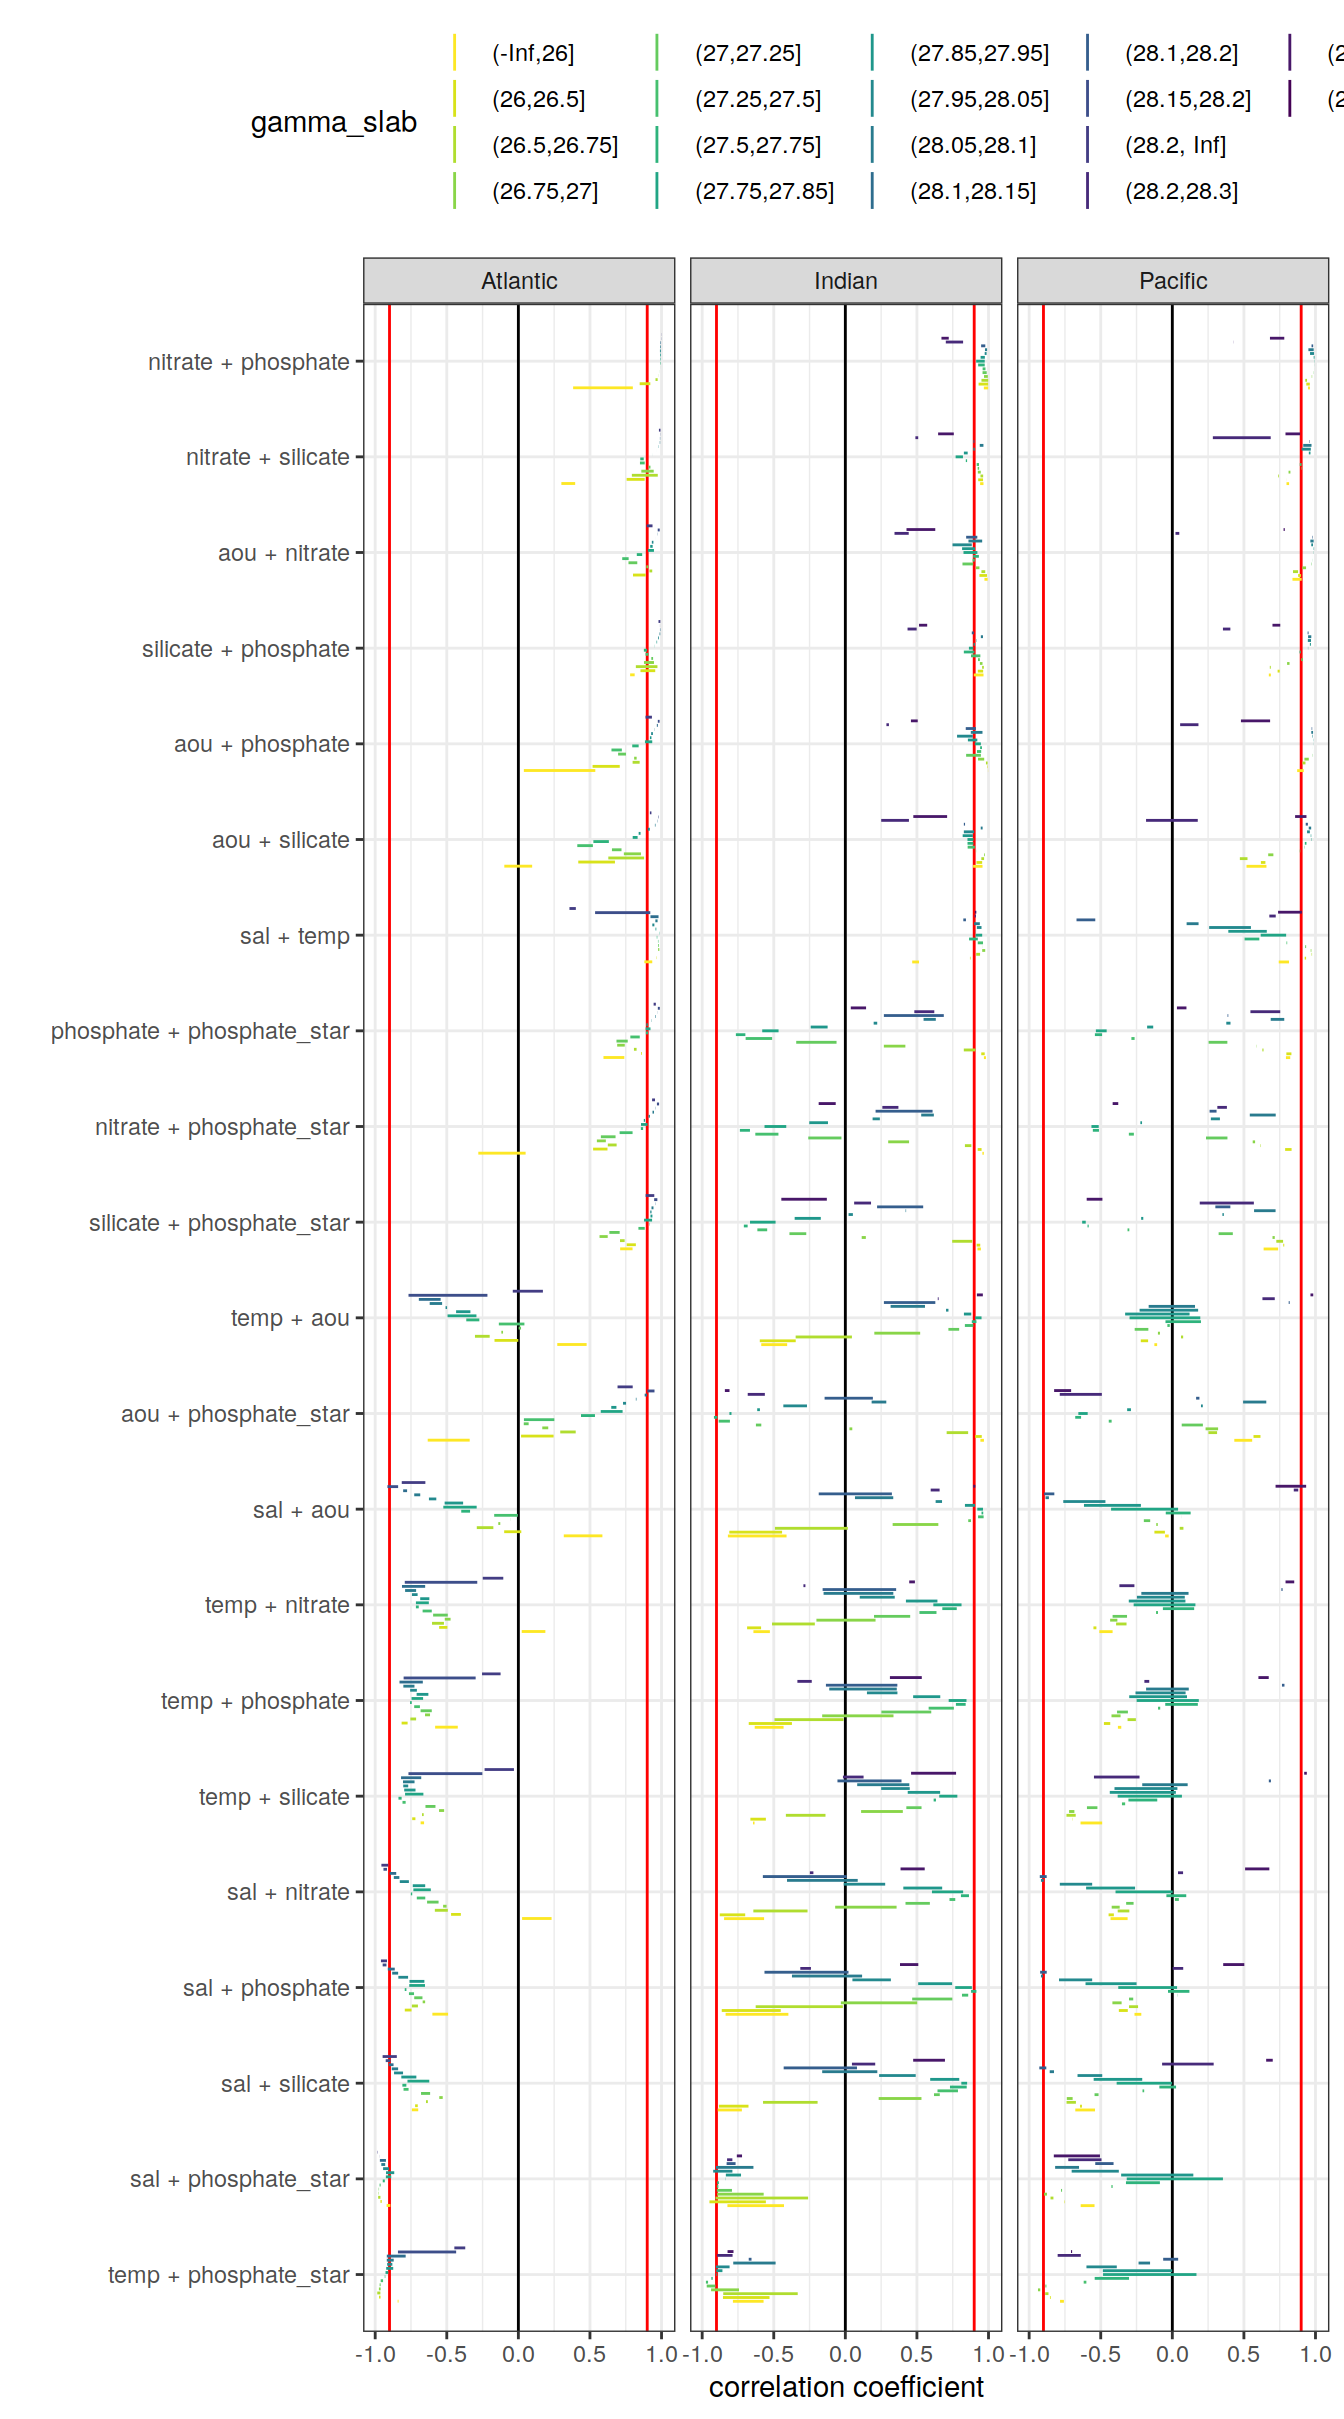 (-Inf,26] (27,27.25] (27.85,27.95] (28.1,28.2]
(26,26.5] (27.25,27.5] (27.95,28.05] (28.15,28.2]
gamma_slab
(26.5,26.75] (27.5,27.75] (28.05,28.1] (28.2, Inf]
(26.75,27] (27.75,27.85] (28.1,28.15] (28.2,28.3]
Atlantic Indian Pacific
nitrate + phosphate
nitrate + silicate
aou + nitrate
silicate + phosphate
aou + phosphate
aou + silicate
sal + temp
phosphate + phosphate_star
nitrate + phosphate_star
silicate + phosphate_star
temp + aou
aou + phosphate_star
sal + aou
temp + nitrate
temp + phosphate
temp + silicate
sal + nitrate
sal + phosphate
sal + silicate
sal + phosphate_star
temp + phosphate_star
-1.0 -0.5 0.0 0.5 1.0 -1.0 -0.5 0.0 0.5 1.0 -1.0 -0.5 0.0 0.5 1.0
correlation coefficient